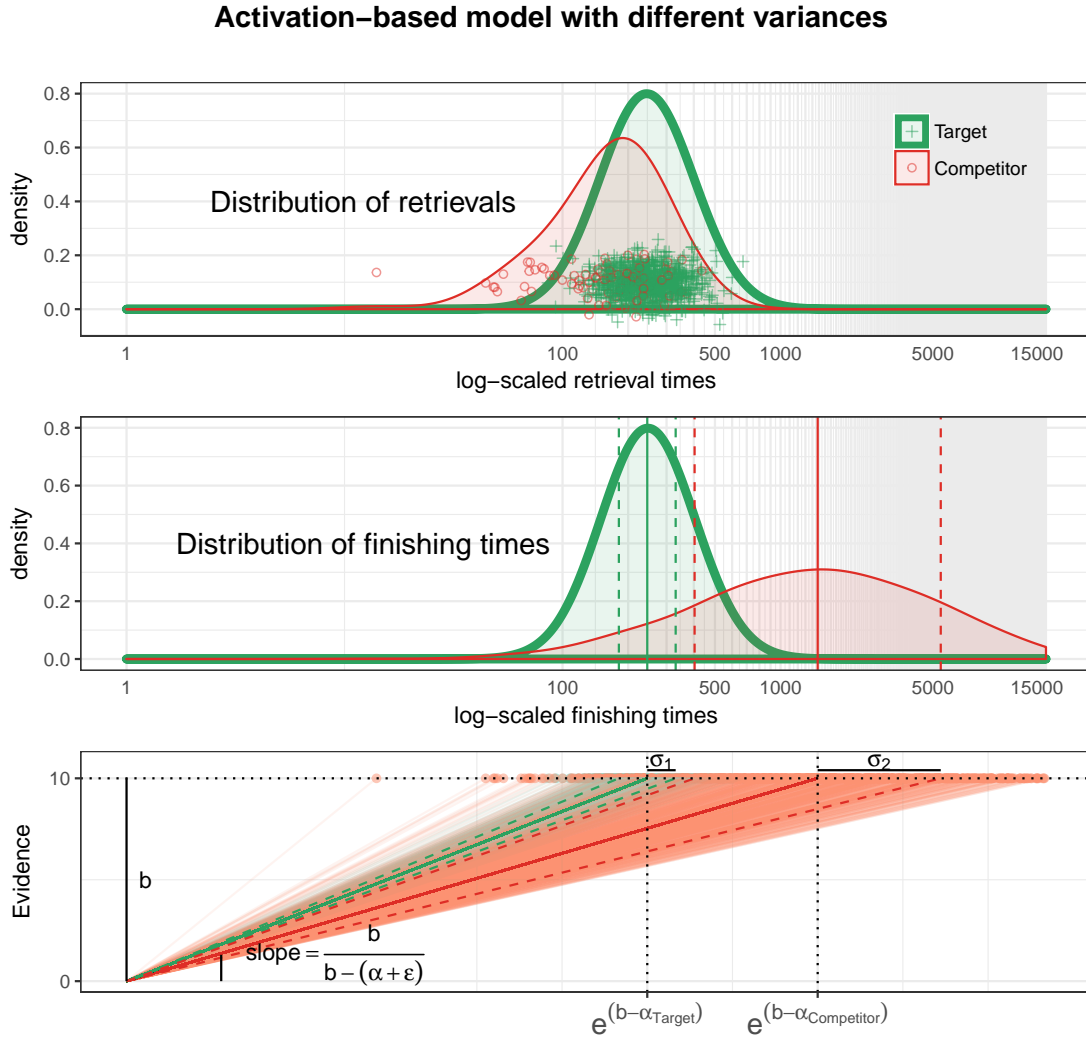 Activation−based model with different variances
0.8
0.6
0.4
0.2
0.0
density
Distribution of retrievals
Target
Competitor
1 100 500 1000 5000 15000
log−scaled retrieval times
0.8
0.6
0.4
0.2
0.0
density
Distribution of finishing times
1 100 500 1000 5000 15000
log−scaled finishing times
σ1 σ2
10
0
Evidence
b
slope = b / b − (α + ε)
e(b−αTarget) e(b−αCompetitor)